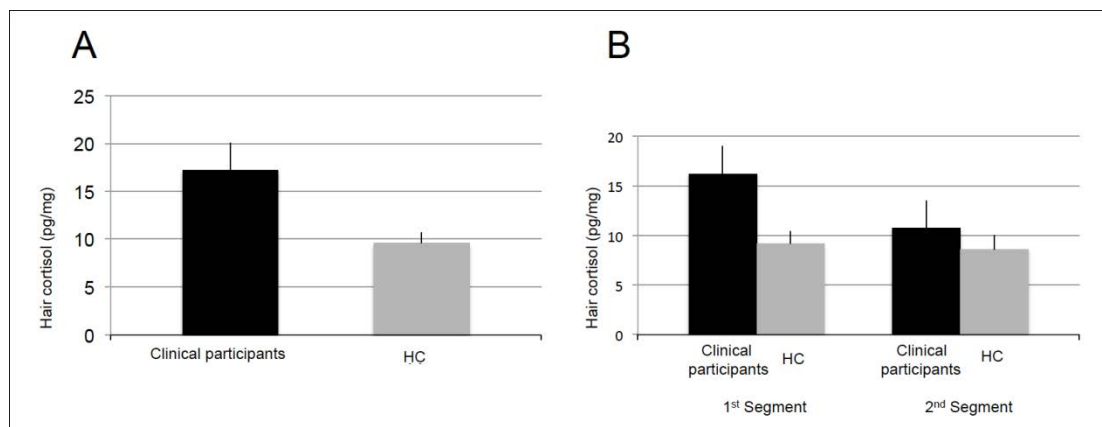 A
Hair cortisol (pg/mg)
25
20
15
10
5
0
Clinical participants
HC
B
Hair cortisol (pg/mg)
20
15
10
5
0
Clinical
participants
HC
Clinical
participants
HC
1st Segment
2nd Segment